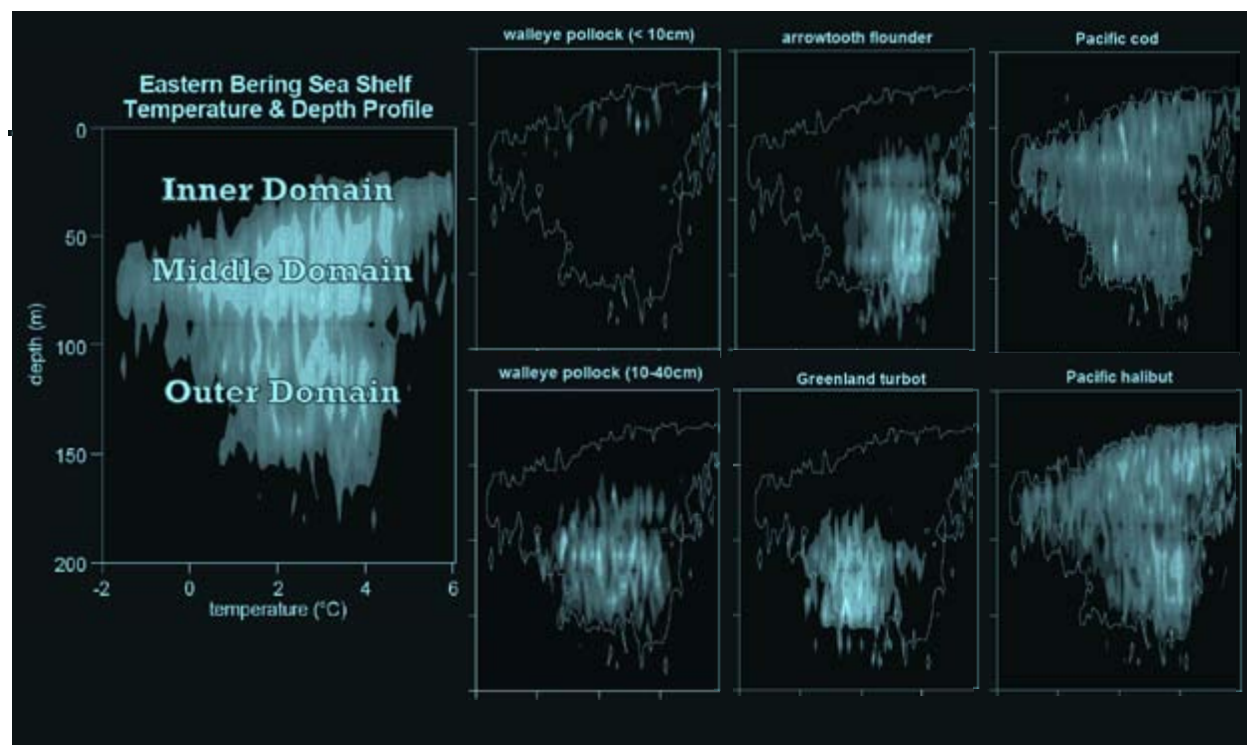 Eastern Bering Sea Shelf
Temperature & Depth Profile
0
50
100
150
200
depth (m)
Inner Domain
Middle Domain
Outer Domain
-2 0 2 4 6
temperature (°C)
walleye pollock (< 10cm)
arrowtooth flounder
Pacific cod
walleye pollock (10-40cm)
Greenland turbot
Pacific halibut